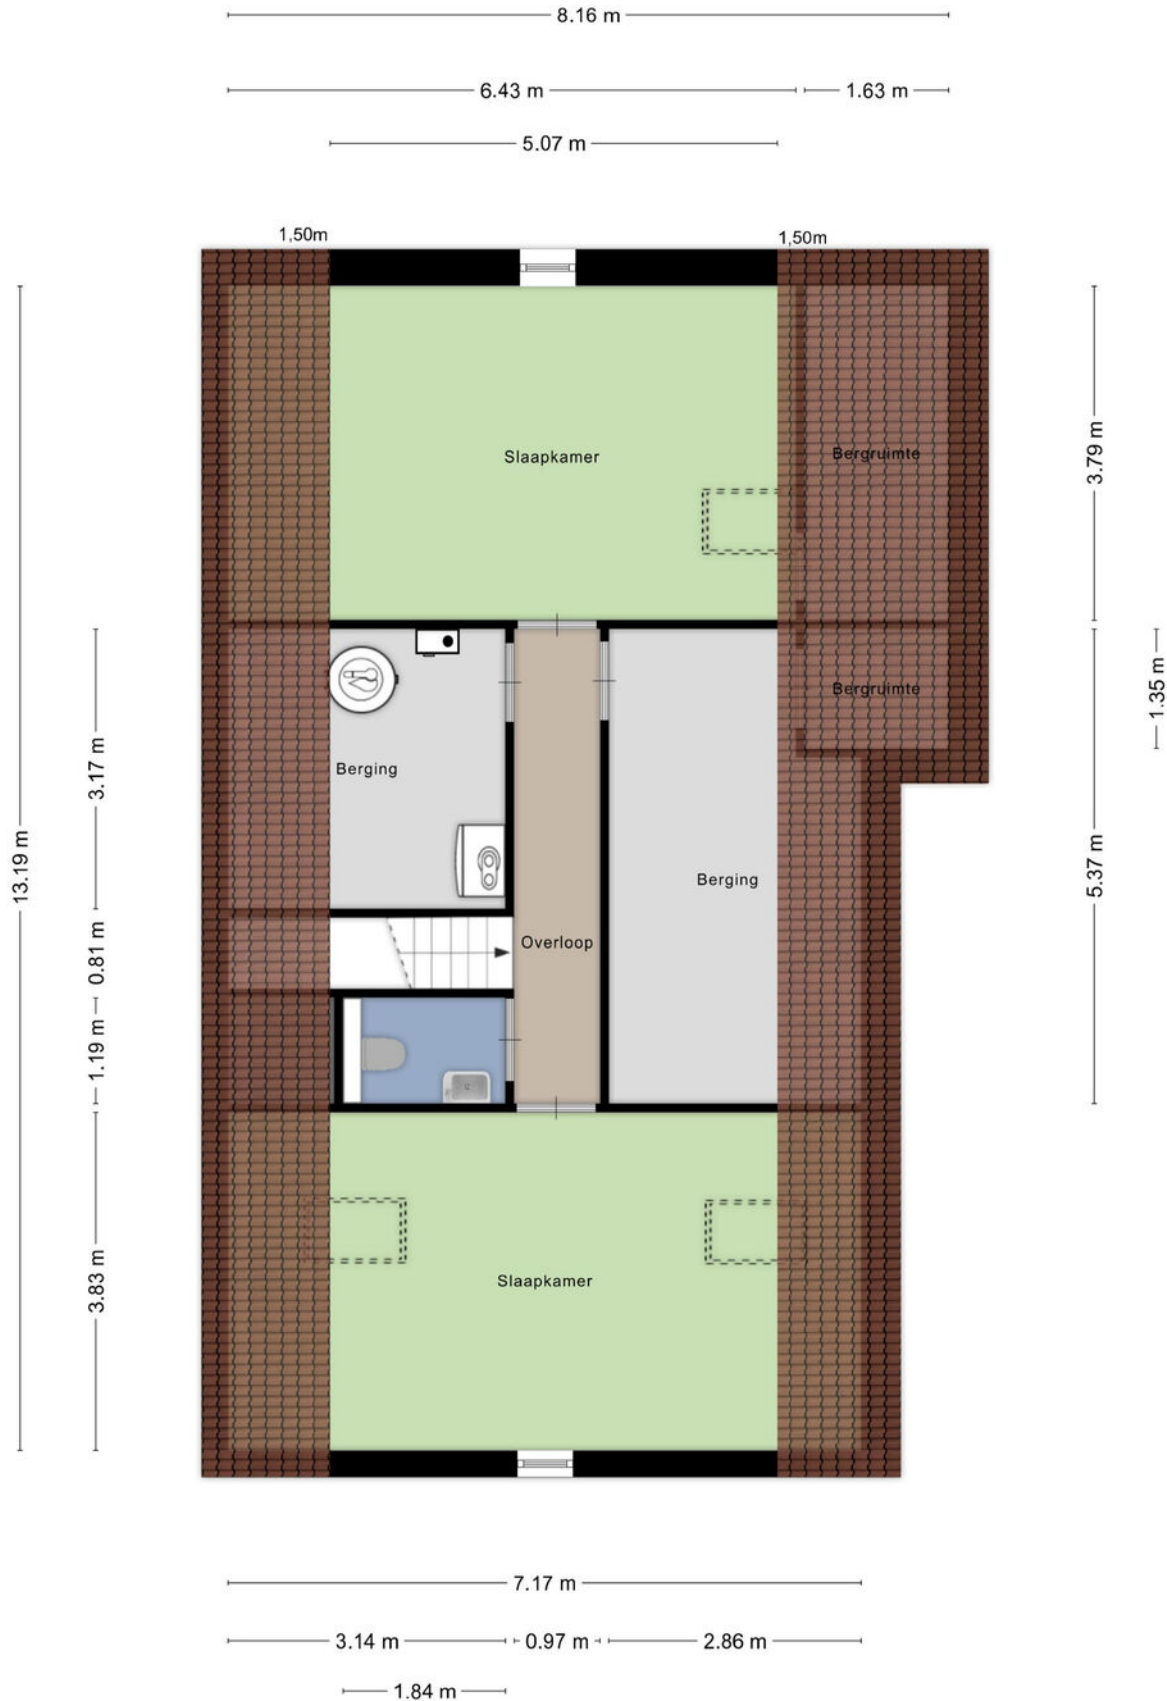 8.16 m
6.43 m
1.63 m
5.07 m
1,50m
1,50m
Slaapkamer
Bergruimte
3.79 m
13.19 m
3.17 m
Bergruimte
1.35 m
Berging
Berging
5.37 m
0.81 m
Overloop
1.19 m
3.83 m
Slaapkamer
7.17 m
3.14 m
0.97 m
2.86 m
1.84 m